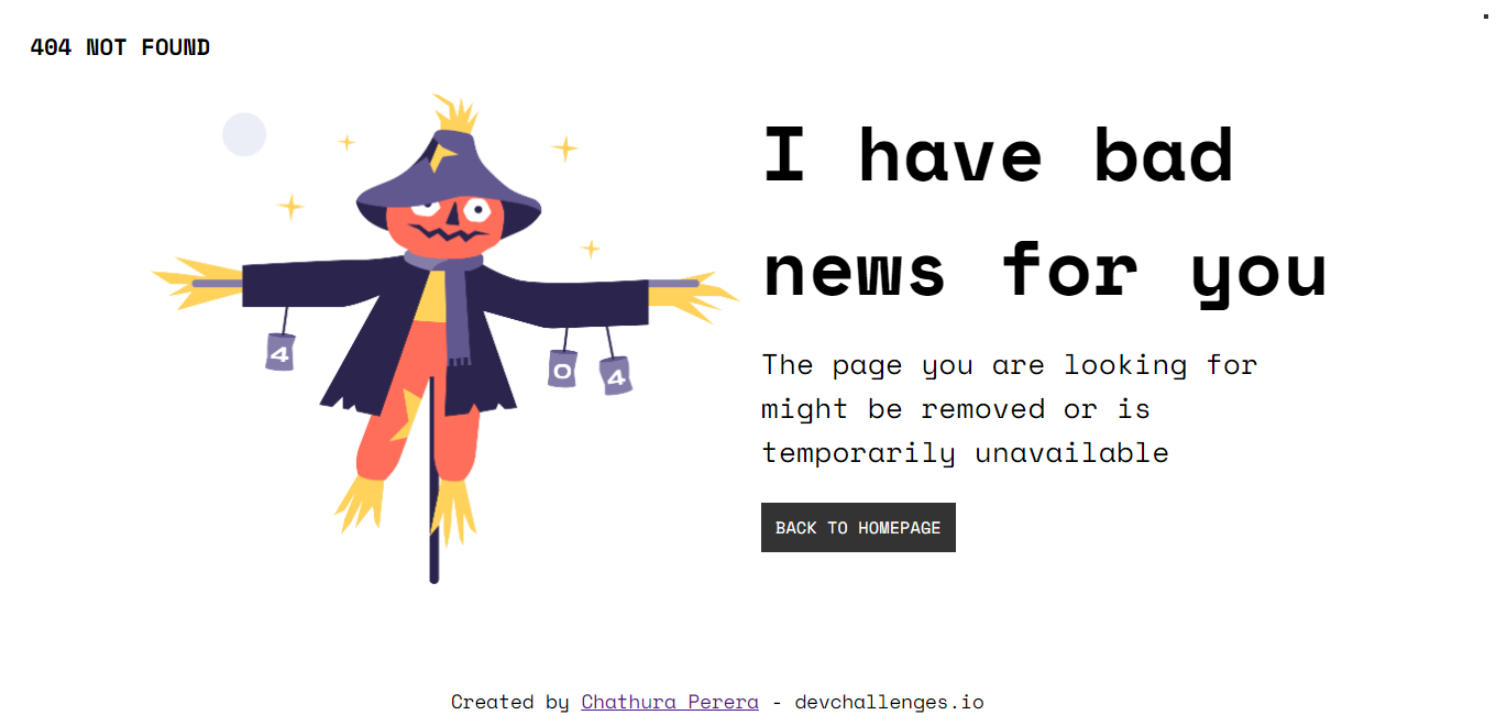 404 NOT FOUND
I have bad
news for you
4
0
4
The page you are looking for
might be removed or is
temporarily unavailable
BACK TO HOMEPAGE
Created by Chathura Perera - devchallenges.io